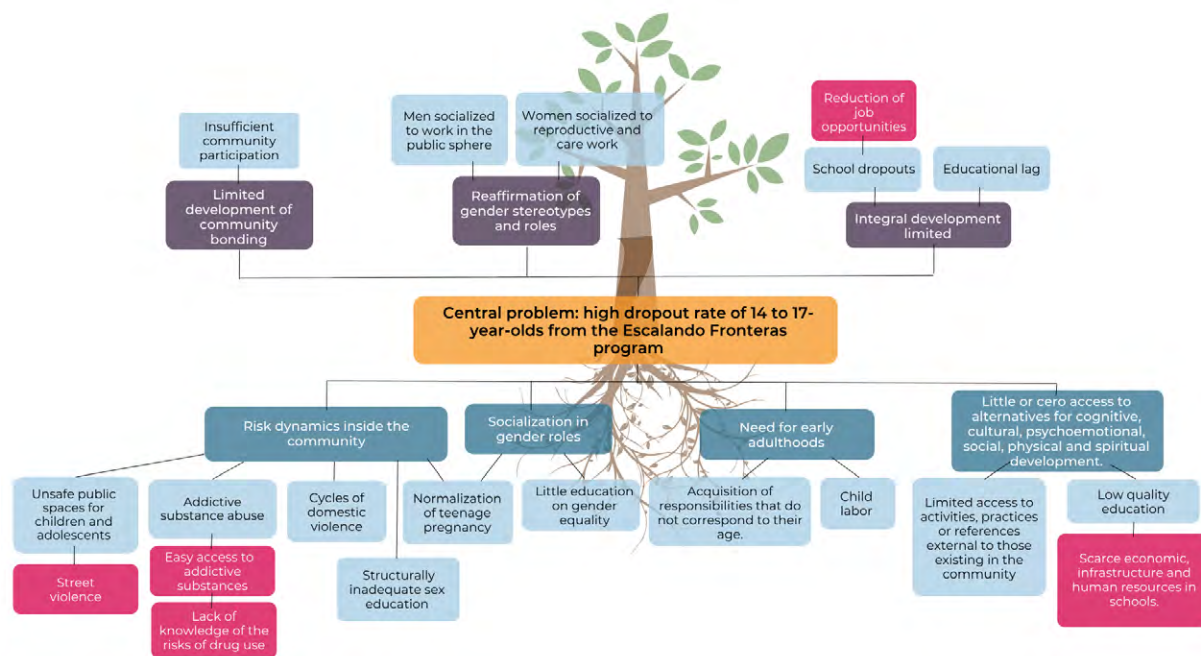 Insufficient
community
participation
Limited
development of
community
bonding
Men socialized
to work in the
public sphere
Women socialized to
reproductive and
care work
Reaffirmation of
gender stereotypes
and roles
Reduction of
job
opportunities
School dropouts
Educational lag
Integral development
limited
Central problem: high dropout rate of 14 to 17-
year-olds from the Escalando Fronteras
program
Risk dynamics inside the
community
Socialization in
gender roles
Need for early
adulthoods
Little or cero access to
alternatives for cognitive,
cultural, psychoemotional,
social, physical and spiritual
development.
Unsafe public
spaces for
children and
adolescents
Street
violence
Addictive
substance abuse
Easy access to
addictive
substances
Lack of
knowledge of the
risks of drug use
Cycles of
domestic
violence
Structurally
inadequate sex
education
Normalization
of teenage
pregnancy
Little education
on gender
equality
Acquisition of
responsibilities that do
not correspond to their
age.
Child
labor
Limited access to
activities, practices
or references
external to those
existing in the
community
Low quality
education
Scarce economic,
infrastructure and
human resources in
schools.